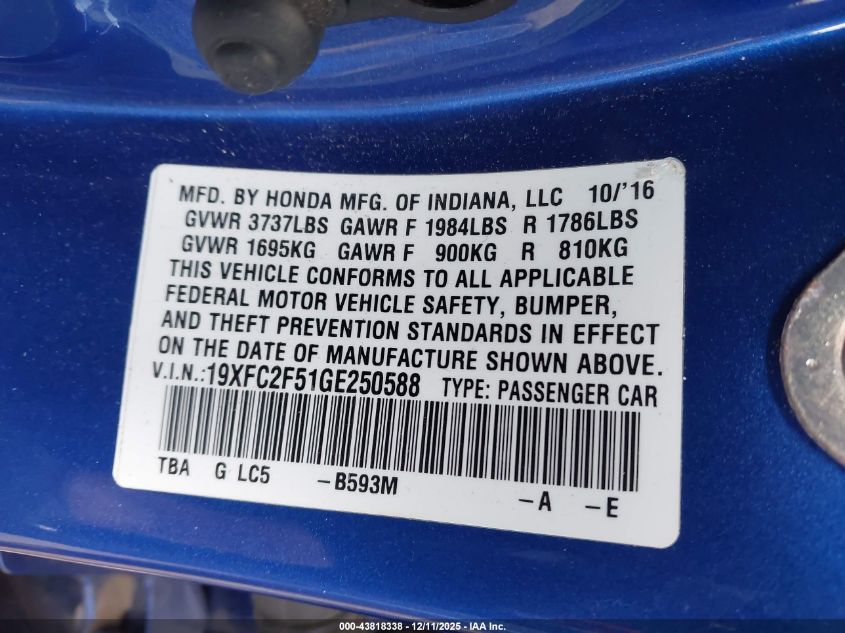 MFD. BY HONDA MFG. OF INDIANA, LLC 10/'16
GVWR 3737LBS GAWR F 1984LBS R 1786LBS
GVWR 1695KG GAWR F 900KG R 810KG
THIS VEHICLE CONFORMS TO ALL APPLICABLE
FEDERAL MOTOR VEHICLE SAFETY, BUMPER,
AND THEFT PREVENTION STANDARDS IN EFFECT
ON THE DATE OF MANUFACTURE SHOWN ABOVE.
V.I.N.:19XFC2F51GE250588 TYPE: PASSENGER CAR
TBA G LC5 -B593M -A -E
000-43818338 - 12/11/2025 - IAA Inc.